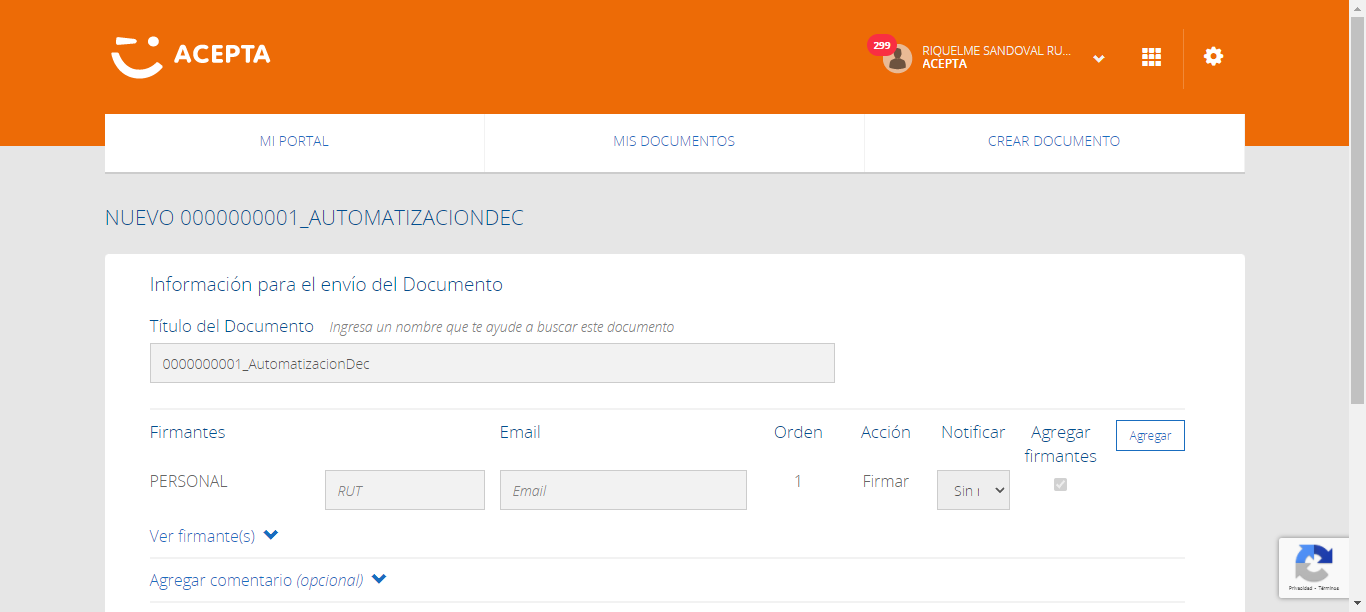 ACEPTA
299
RIQUELME SANDOVAL RU...
ACEPTA
MI PORTAL
MIS DOCUMENTOS
CREAR DOCUMENTO
NUEVO 0000000001_AUTOMATIZACIONDEC
Información para el envío del Documento
Título del Documento Ingresa un nombre que te ayude a buscar este documento
0000000001_AutomatizacionDec
Firmantes Email Orden Acción Notificar Agregar firmantes Agregar
PERSONAL RUT Email 1 Firmar Sin
Ver firmante(s)
Agregar comentario (opcional)
Privacidad - Términos